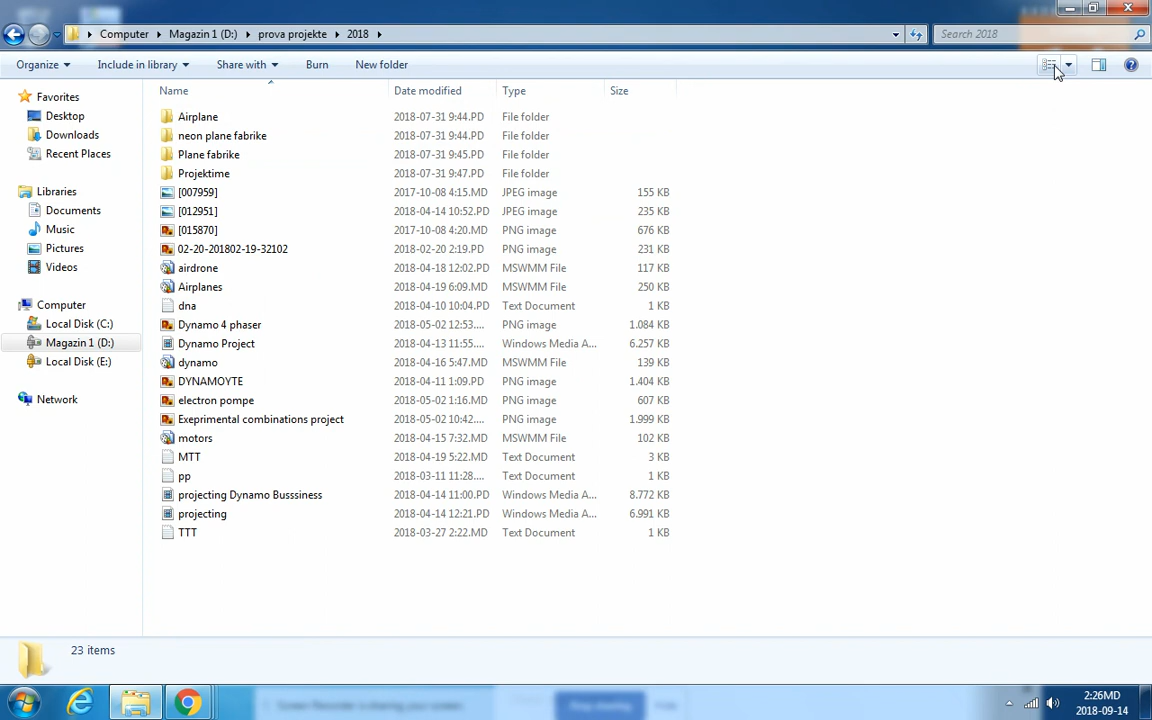 Computer Magazin 1 (D:) prova projekte 2018 Search 2018
Organize Include in library Share with Burn New folder
Name Date modified Type Size
Favorites
Desktop
Downloads
Recent Places
Libraries
Documents
Music
Pictures
Videos
Computer
Local Disk (C:)
Magazin 1 (D:)
Local Disk (E:)
Network
Airplane 2018-07-31 9:44.PD File folder
neon plane fabrike 2018-07-31 9:44.PD File folder
Plane fabrike 2018-07-31 9:45.PD File folder
Projektime 2018-07-31 9:47.PD File folder
[007959] 2017-10-08 4:15.MD JPEG image 155 KB
[012951] 2018-04-14 10:52.PD JPEG image 235 KB
[015870] 2017-10-08 4:20.MD PNG image 676 KB
02-20-201802-19-32102 2018-02-20 2:19.PD PNG image 231 KB
airdrone 2018-04-18 12:02.PD MSWMM File 117 KB
Airplanes 2018-04-19 6:09.MD MSWMM File 250 KB
dna 2018-04-10 10:04.PD Text Document 1 KB
Dynamo 4 phaser 2018-05-02 12:53.... PNG image 1.084 KB
Dynamo Project 2018-04-13 11:55.... Windows Media A... 6.257 KB
dynamo 2018-04-16 5:47.MD MSWMM File 139 KB
DYNAMOYTE 2018-04-11 1:09.PD PNG image 1.404 KB
electron pompe 2018-05-02 1:16.MD PNG image 607 KB
Exeprimental combinations project 2018-05-02 10:42.... PNG image 1.999 KB
motors 2018-04-15 7:32.MD MSWMM File 102 KB
MTT 2018-04-19 5:22.MD Text Document 3 KB
pp 2018-03-11 11:28.... Text Document 1 KB
projecting Dynamo Busssiness 2018-04-14 11:00.PD Windows Media A... 8.772 KB
projecting 2018-04-14 12:21.PD Windows Media A... 6.991 KB
TTT 2018-03-27 2:22.MD Text Document 1 KB
23 items
Screen Recorder is sharing your screen. Stop sharing Hide
2:26MD
2018-09-14